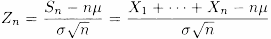 $Z_n = \frac{S_n - n\mu}{\sigma\sqrt{n}} = \frac{X_1 + \cdots + X_n - n\mu}{\sigma\sqrt{n}}$